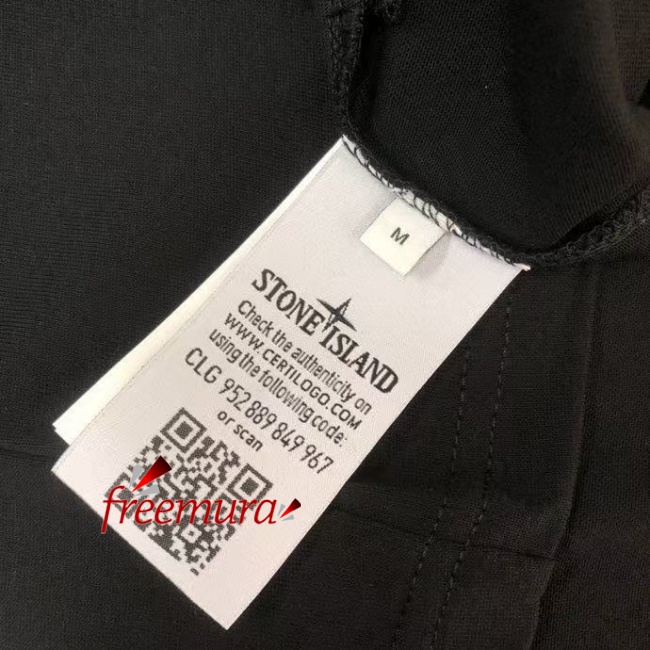 M
STONE ISLAND
Check the authenticity on
WWW.CERTILOGO.COM
using the following code:
CLG 952 889 849 967
or scan
freemura